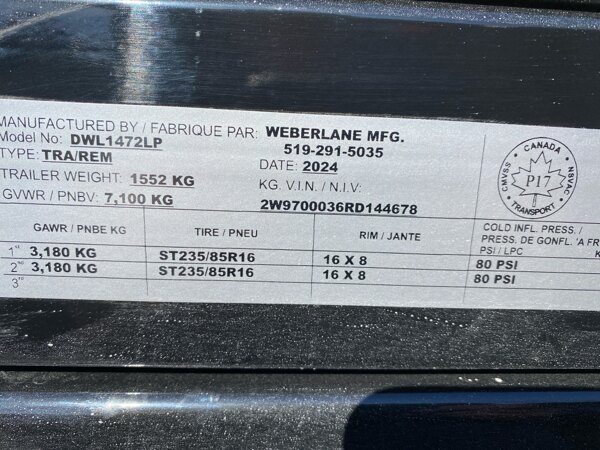 MANUFACTURED BY / FABRIQUE PAR: WEBERLANE MFG.
Model No: DWL1472LP 519-291-5035
TYPE: TRA/REM DATE: 2024
TRAILER WEIGHT: 1552 KG KG. V.I.N. / N.I.V:
GVWR / PNBV: 7,100 KG 2W9700036RD144678
CANADA
CMVSS NSVAC
P17
TRANSPORT
GAWR / PNBE KG TIRE / PNEU RIM / JANTE COLD INFL. PRESS. /
PRESS. DE GONFL. 'A FR
PSI / LPC K
1st 3,180 KG ST235/85R16 16 X 8 80 PSI
2nd 3,180 KG ST235/85R16 16 X 8 80 PSI
3rd